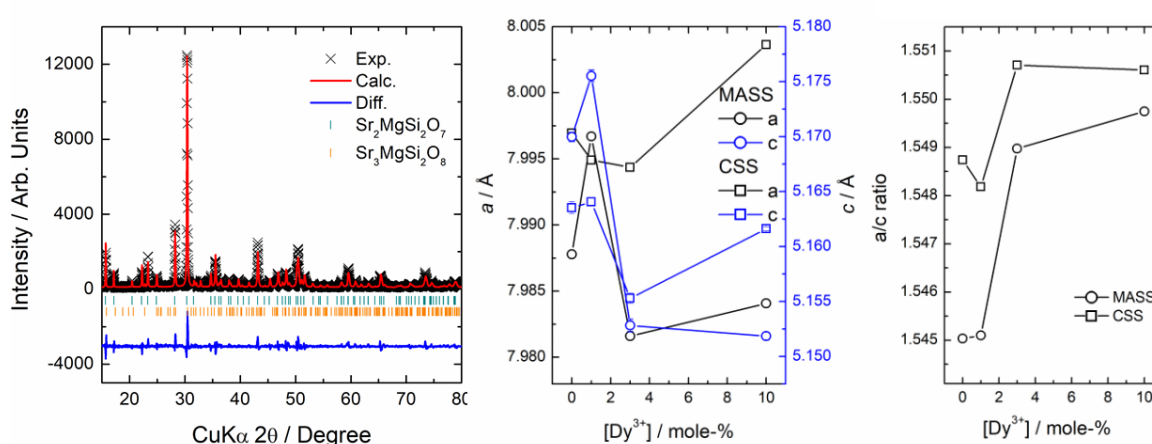 Intensity / Arb. Units
12000
8000
4000
0
-4000
Exp.
Calc.
Diff.
Sr₂MgSi₂O₇
Sr₃MgSi₂O₈
20 30 40 50 60 70 80
CuKα 2θ / Degree
a / Å
8.005
8.000
7.995
7.990
7.985
7.980
MASS
a
c
CSS
a
c
0 2 4 6 8 10
[Dy³⁺] / mole-%
5.180
5.175
5.170
5.165
5.160
5.155
5.150
c / Å
a/c ratio
1.551
1.550
1.549
1.548
1.547
1.546
1.545
MASS
CSS
0 2 4 6 8 10
[Dy³⁺] / mole-%